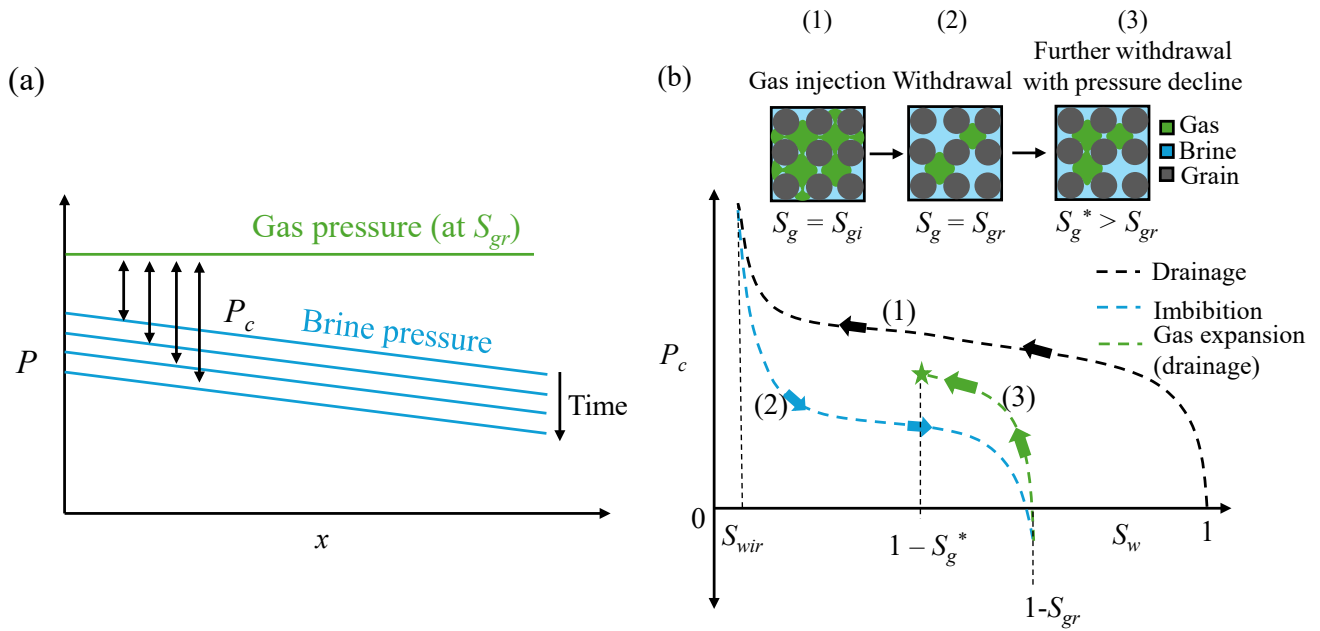 (a)
Gas pressure (at S_gr)
P_c
Brine pressure
P
Time
x
(b)
(1) (2) (3)
Gas injection Withdrawal Further withdrawal
with pressure decline
Gas
Brine
Grain
S_g = S_gi S_g = S_gr S_g^* > S_gr
Drainage
Imbibition
Gas expansion
(drainage)
(1)
P_c
(2) (3)
0
S_wir 1 – S_g^* S_w 1
1-S_gr